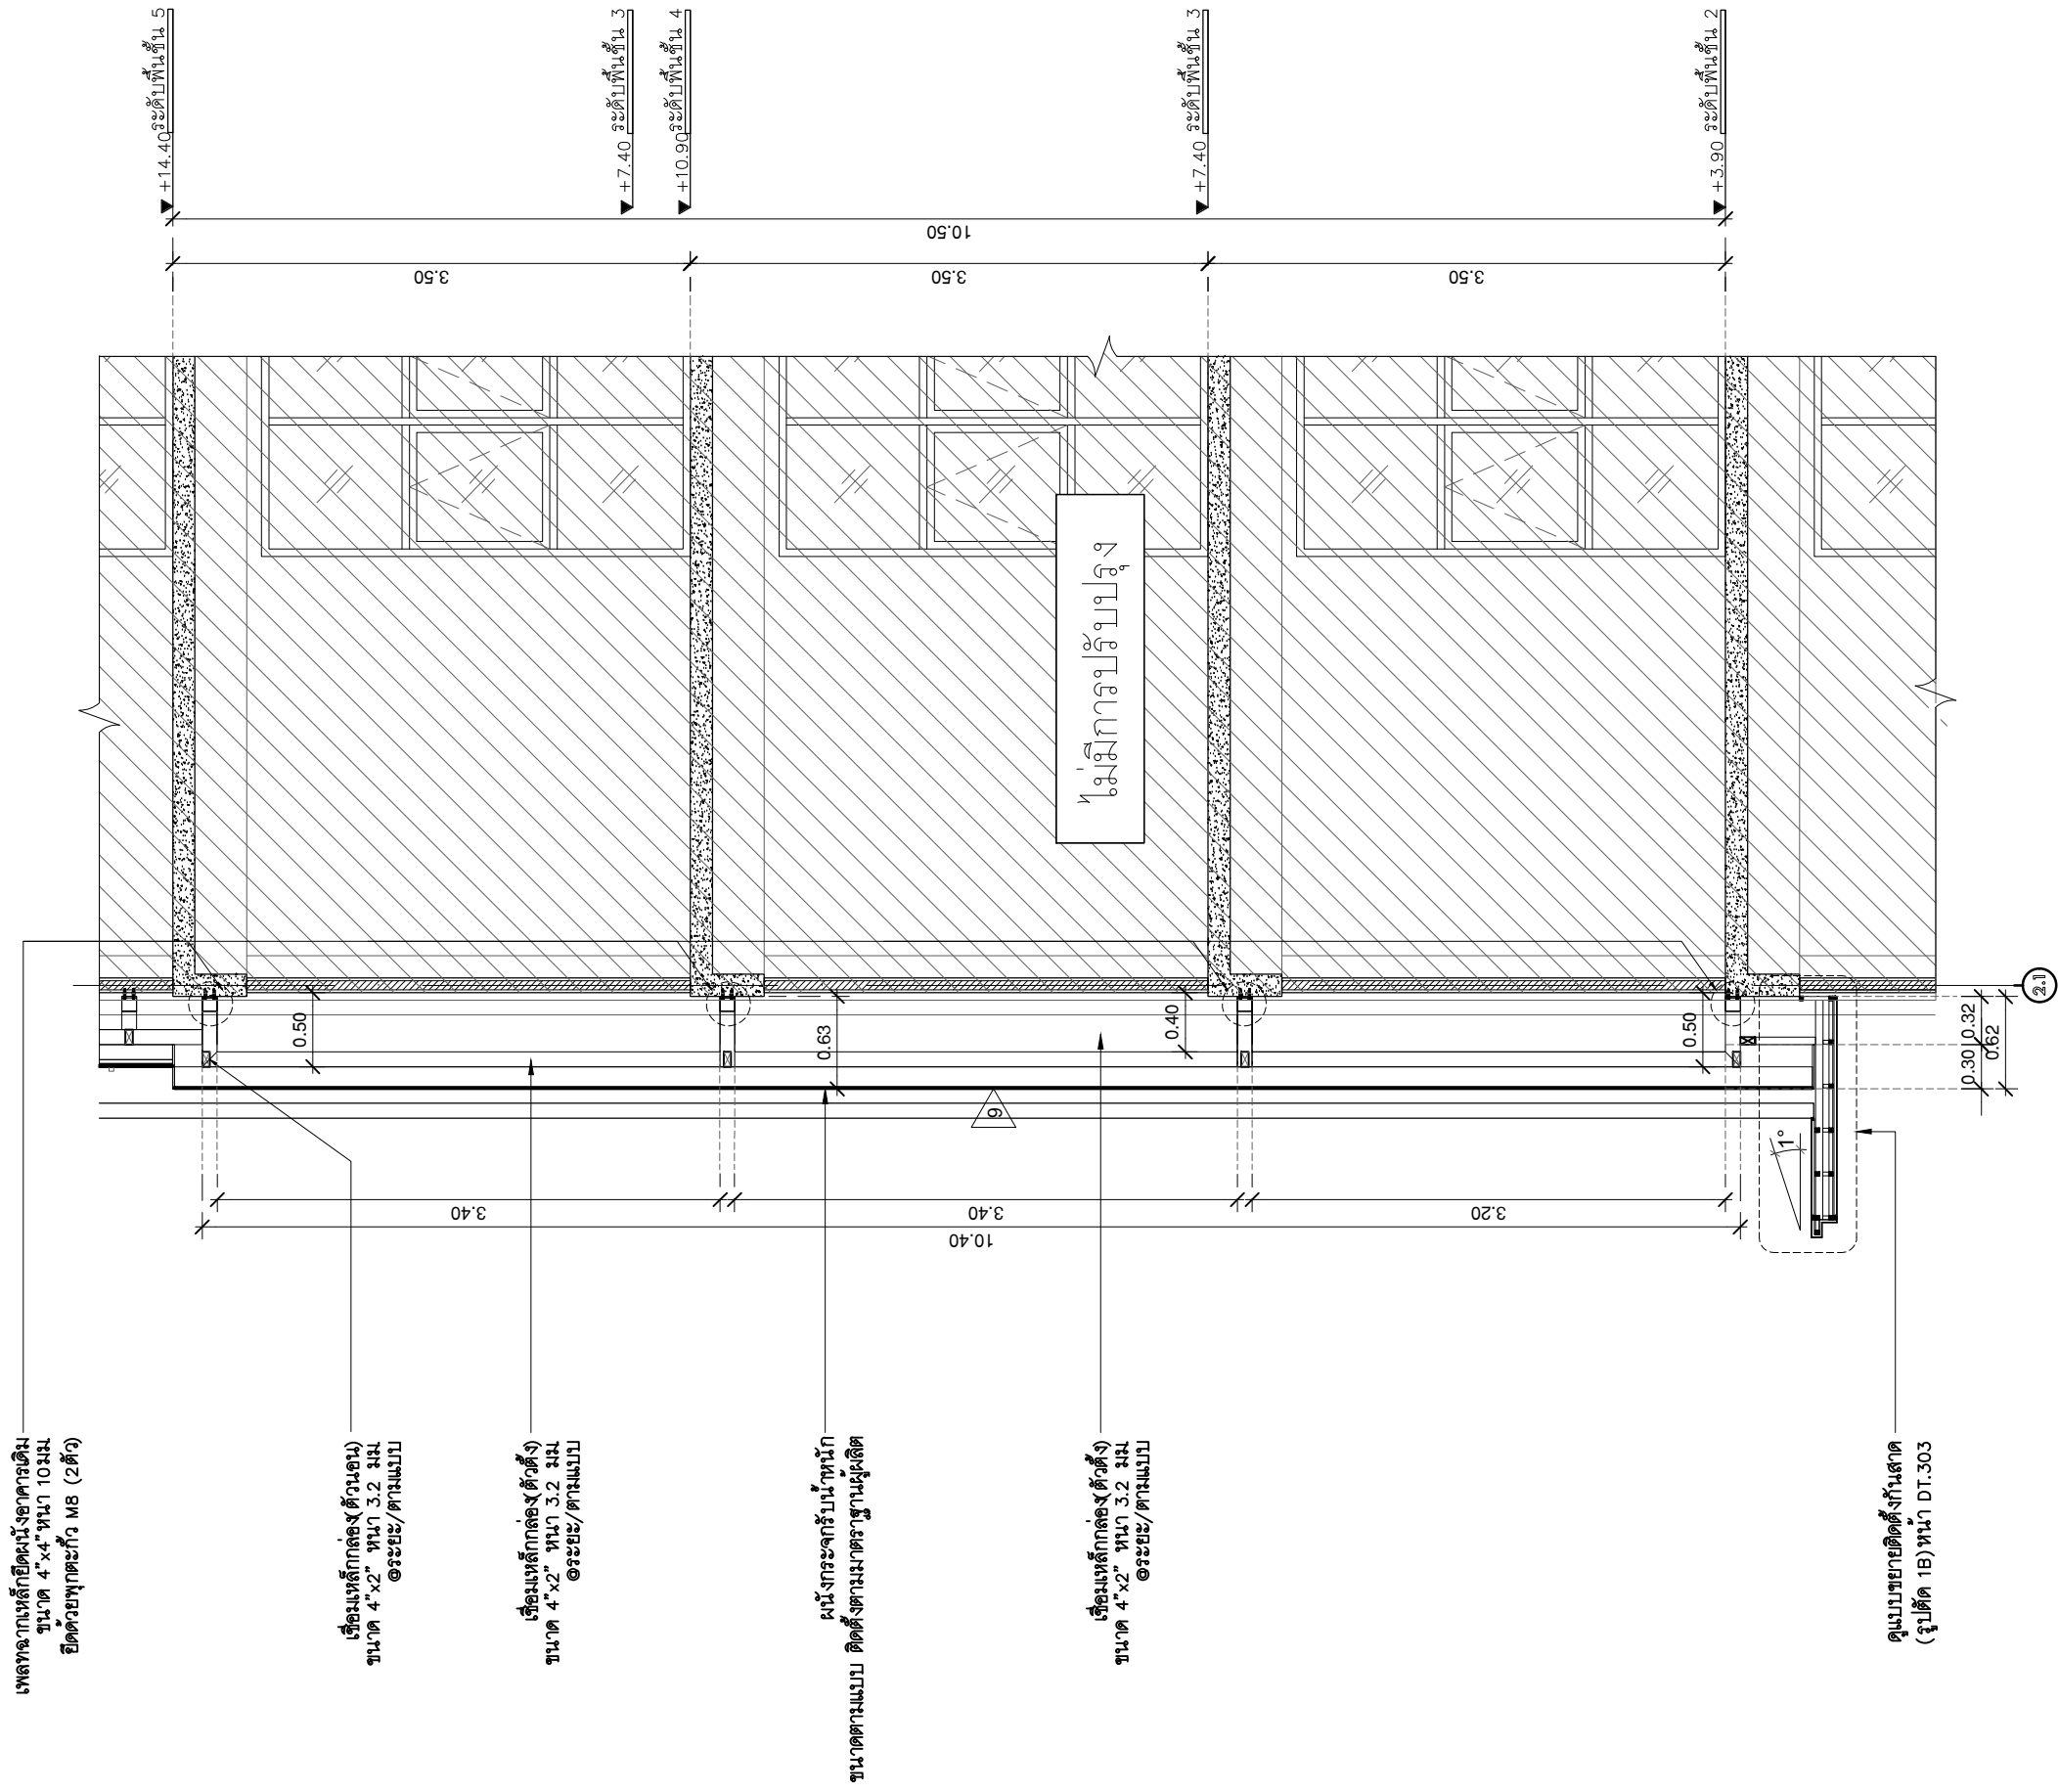 +14.40 ระดับพื้นชั้น 5
+7.40 ระดับพื้นชั้น 3
+10.90 ระดับพื้นชั้น 4
+7.40 ระดับพื้นชั้น 3
+3.90 ระดับพื้นชั้น 2
10.50
3.50
3.50
3.50
ไม่มีการปรับปรุง
2.1
0.50
0.63
0.40
0.50
0.30
0.32
0.62
9
1°
3.40
3.40
3.20
10.40
เพลทฉากเหล็กยึดผนังอาคารเดิม
ขนาด 4"x4" หนา 10มม.
ยึดด้วยพุกตะกั่ว M8 (2ตัว)
เชื่อมเหล็กกล่อง(ตัวนอน)
ขนาด 4"x2" หนา 3.2 มม.
@ระยะ/ตามแบบ
เชื่อมเหล็กกล่อง(ตัวตั้ง)
ขนาด 4"x2" หนา 3.2 มม.
@ระยะ/ตามแบบ
ผนังกระจกรับน้ำหนัก
ขนาดตามแบบ ติดตั้งตามมาตราฐานผู้ผลิต
เชื่อมเหล็กกล่อง(ตัวตั้ง)
ขนาด 4"x2" หนา 3.2 มม.
@ระยะ/ตามแบบ
ดูแบบขยายติดตั้งกันสาด
(รูปตัด 1B)หน้า DT.303